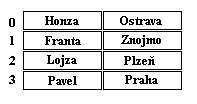 0 Honza Ostrava
1 Franta Znojmo
2 Lojza Plzeň
3 Pavel Praha